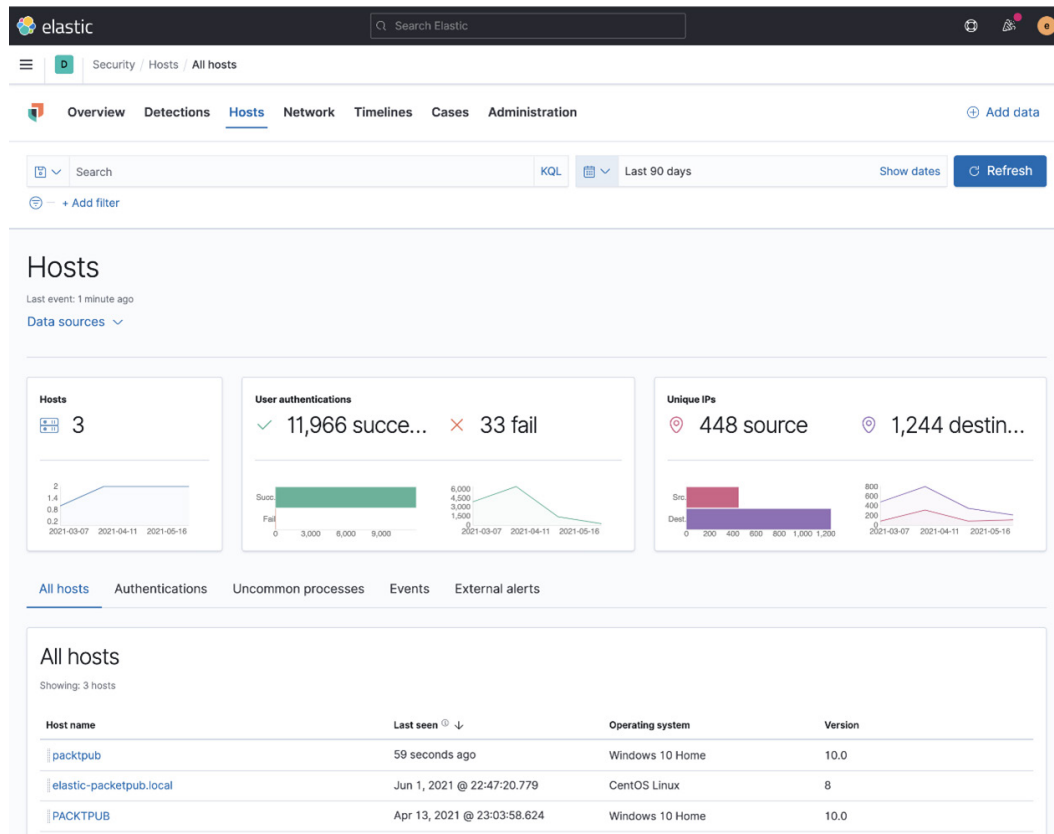 elastic
Search Elastic
e
D
Security / Hosts / All hosts
Overview Detections Hosts Network Timelines Cases Administration
Add data
Search KQL Last 90 days Show dates Refresh
+ Add filter
Hosts
Last event: 1 minute ago
Data sources
Hosts
3
2
1.4
0.8
0.2
2021-03-07 2021-04-11 2021-05-16
User authentications
11,966 succe... 33 fail
Succ.
Fail
0 3,000 6,000 9,000
6,000
4,500
3,000
1,500
0
2021-03-07 2021-04-11 2021-05-16
Unique IPs
448 source 1,244 destin...
Src.
Dest.
0 200 400 600 800 1,000 1,200
800
600
400
200
0
2021-03-07 2021-04-11 2021-05-16
All hosts Authentications Uncommon processes Events External alerts
All hosts
Showing: 3 hosts
Host name Last seen Operating system Version
packtpub 59 seconds ago Windows 10 Home 10.0
elastic-packetpub.local Jun 1, 2021 @ 22:47:20.779 CentOS Linux 8
PACKTPUB Apr 13, 2021 @ 23:03:58.624 Windows 10 Home 10.0